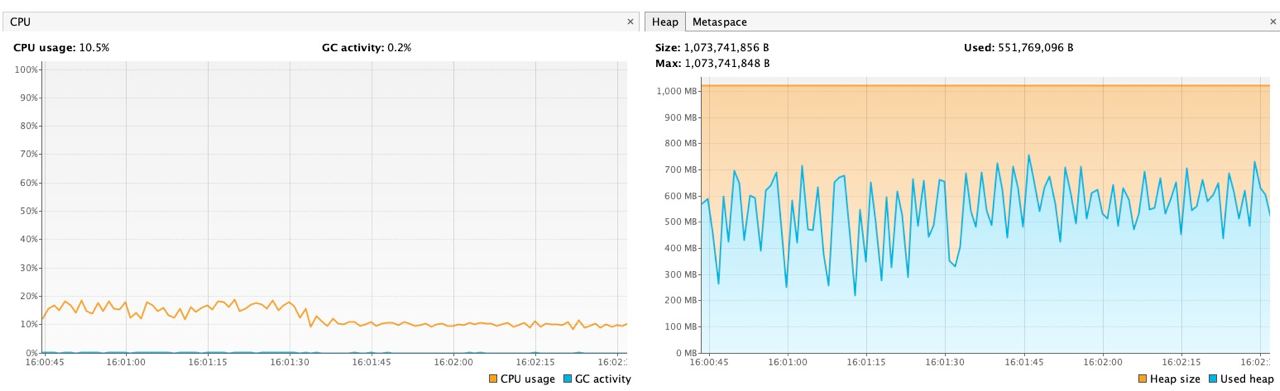 CPU ×
CPU usage: 10.5% GC activity: 0.2%
100%
90%
80%
70%
60%
50%
40%
30%
20%
10%
0%
16:00:45 16:01:00 16:01:15 16:01:30 16:01:45 16:02:00 16:02:15 16:02:
CPU usage GC activity
Heap Metaspace ×
Size: 1,073,741,856 B Used: 551,769,096 B
Max: 1,073,741,848 B
1,000 MB
900 MB
800 MB
700 MB
600 MB
500 MB
400 MB
300 MB
200 MB
100 MB
0 MB
16:00:45 16:01:00 16:01:15 16:01:30 16:01:45 16:02:00 16:02:15 16:02:
Heap size Used heap